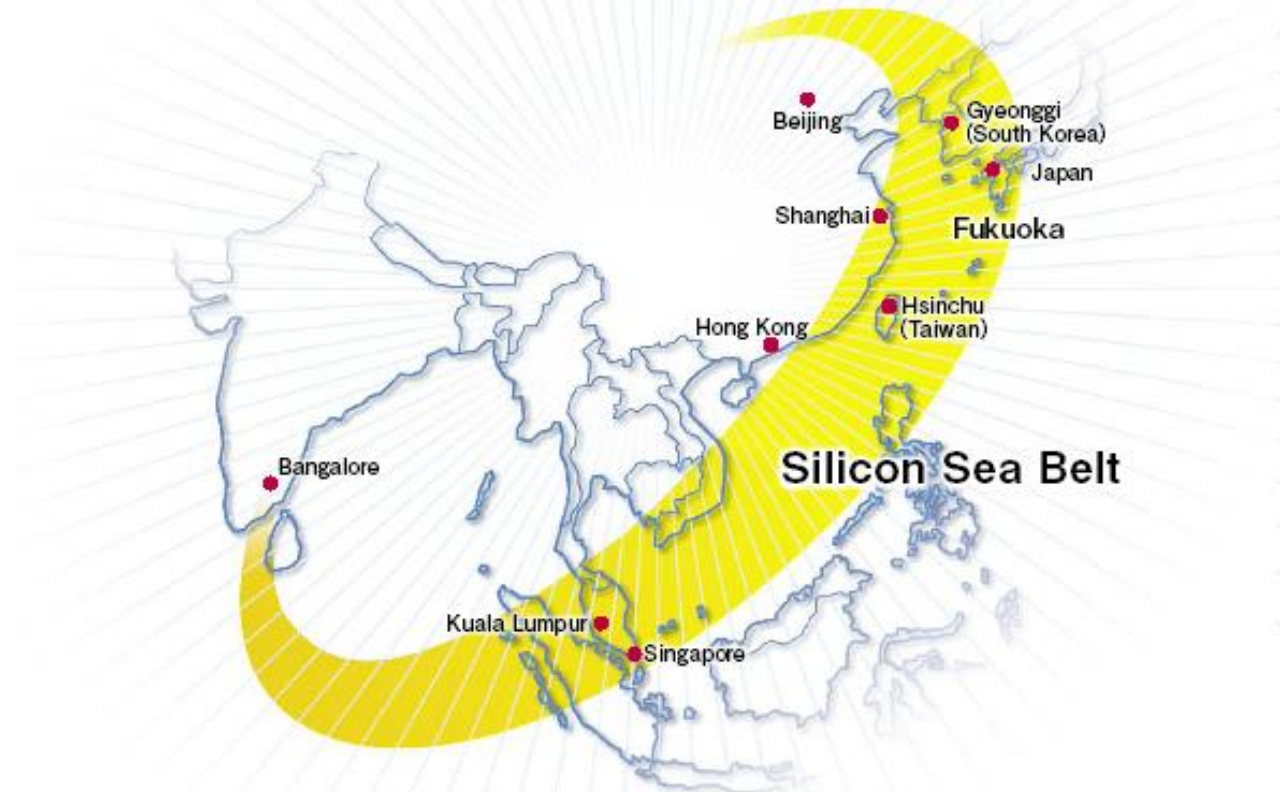 Beijing
Gyeonggi
(South Korea)
Japan
Shanghai
Fukuoka
Hsinchu
(Taiwan)
Hong Kong
Bangalore
Silicon Sea Belt
Kuala Lumpur
Singapore